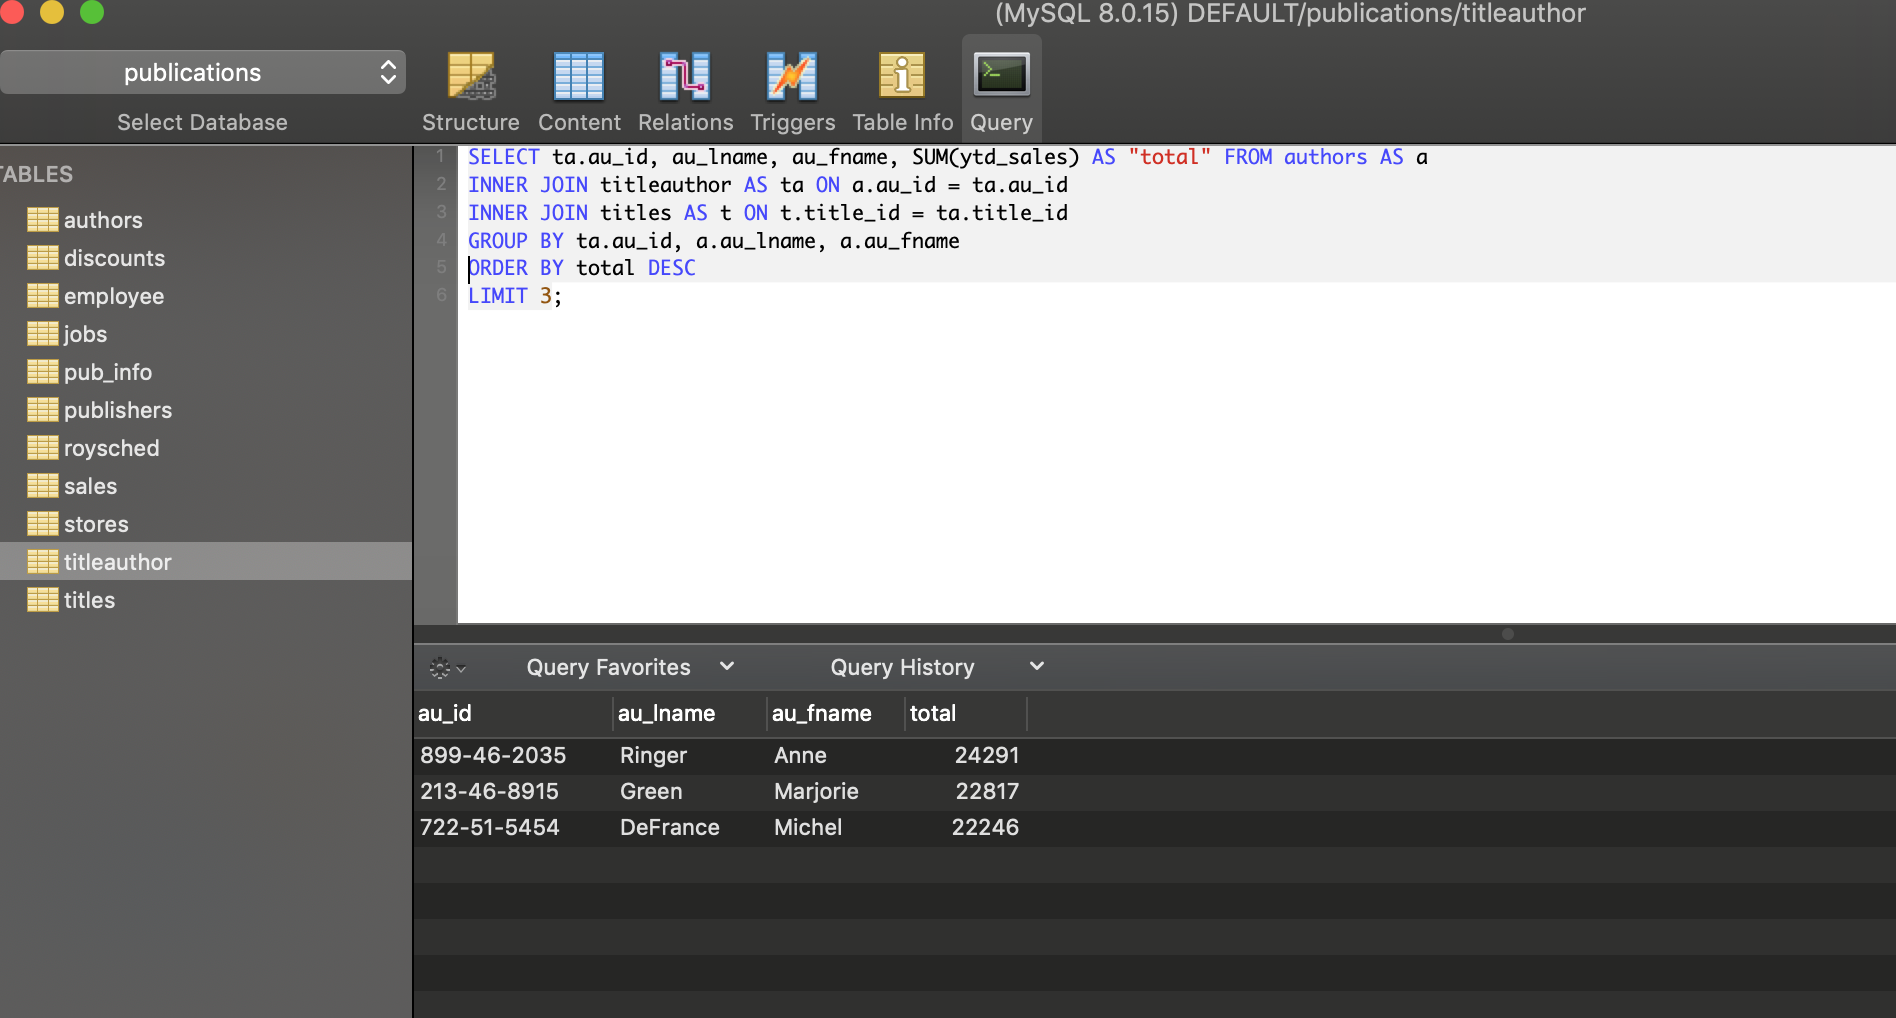 (MySQL 8.0.15) DEFAULT/publications/titleauthor
publications
Select Database
Structure Content Relations Triggers Table Info Query
TABLES
authors
discounts
employee
jobs
pub_info
publishers
roysched
sales
stores
titleauthor
titles
1 SELECT ta.au_id, au_lname, au_fname, SUM(ytd_sales) AS "total" FROM authors AS a
2 INNER JOIN titleauthor AS ta ON a.au_id = ta.au_id
3 INNER JOIN titles AS t ON t.title_id = ta.title_id
4 GROUP BY ta.au_id, a.au_lname, a.au_fname
5 ORDER BY total DESC
6 LIMIT 3;
Query Favorites Query History
au_id au_lname au_fname total
899-46-2035 Ringer Anne 24291
213-46-8915 Green Marjorie 22817
722-51-5454 DeFrance Michel 22246